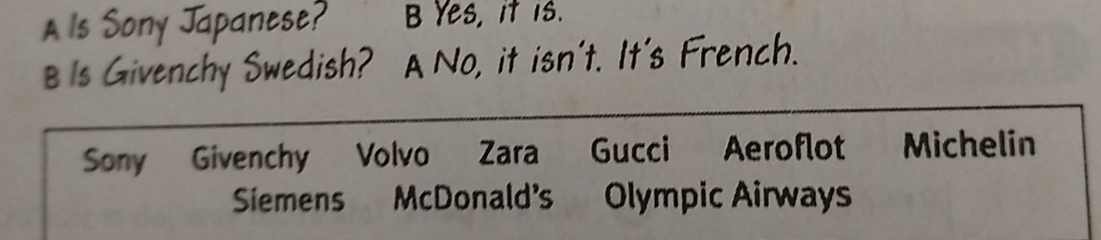 A Is Sony Japanese? B Yes, it is.
B Is Givenchy Swedish? A No, it isn't. It's French.
Sony Givenchy Volvo Zara Gucci Aeroflot Michelin
Siemens McDonald's Olympic Airways